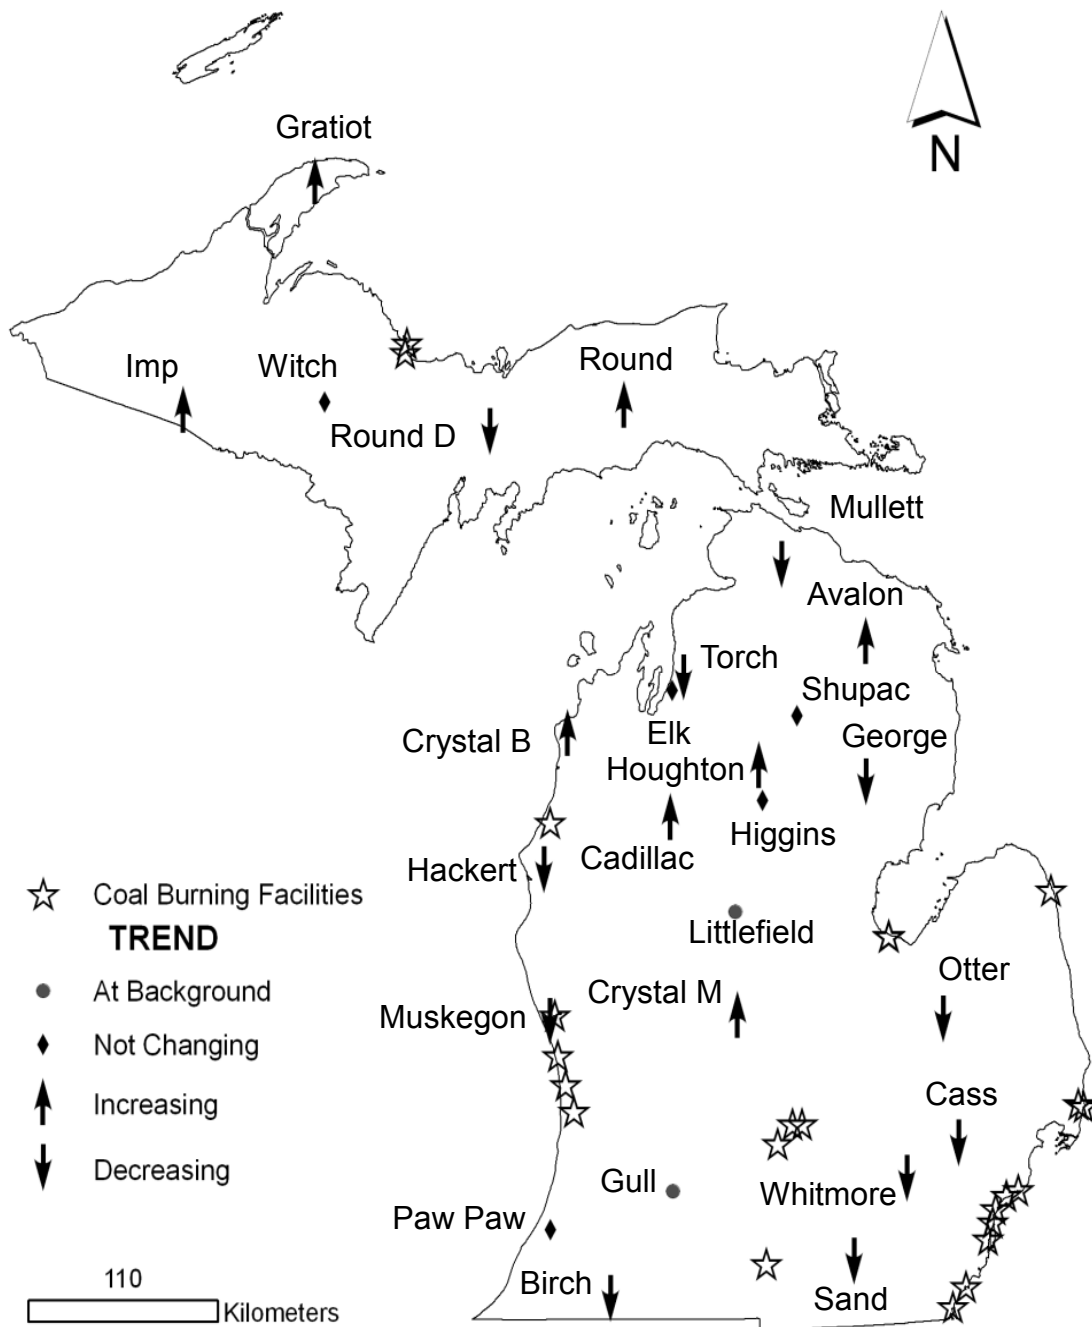 Gratiot
N
Imp
Witch
Round
Round D
Mullett
Avalon
Torch
Shupac
Crystal B
Elk
George
Houghton
Higgins
Cadillac
Hackert
Coal Burning Facilities
TREND
Littlefield
Otter
At Background
Crystal M
Muskegon
Not Changing
Increasing
Cass
Decreasing
Gull
Whitmore
Paw Paw
110
Kilometers
Birch
Sand